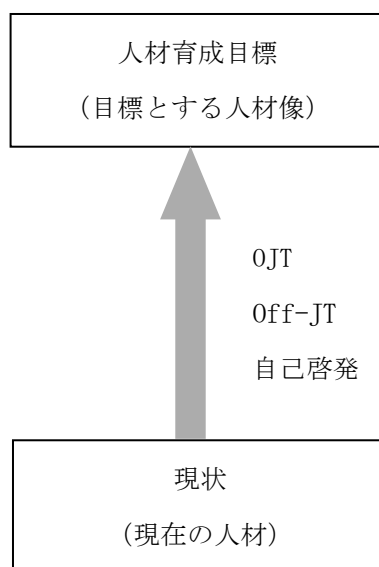 人材育成目標
（目標とする人材像）
OJT
Off-JT
自己啓発
現状
（現在の人材）